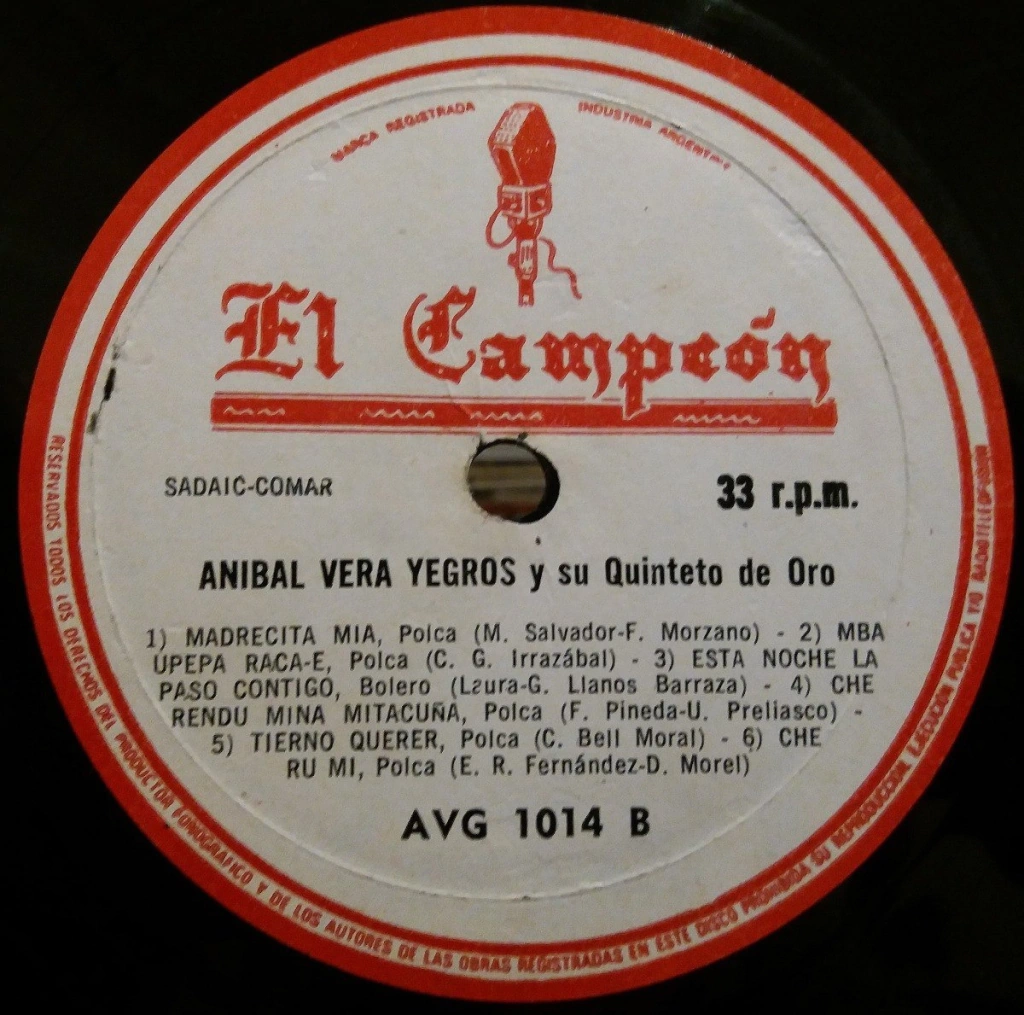 MARCA REGISTRADA
INDUSTRIA ARGENTINA
El Campeón
SADAIC-COMAR
33 r.p.m.
ANIBAL VERA YEGROS y su Quinteto de Oro
1) MADRECITA MIA, Polca (M. Salvador-F. Morzano) - 2) MBA
UPEPA RACA-E, Polca (C. G. Irrazábal) - 3) ESTA NOCHE LA
PASO CONTIGO, Bolero (Laura-G. Llanos Barraza) - 4) CHE
RENDU MINA MITACUÑA, Polca (F. Pineda-U. Preliasco) -
5) TIERNO QUERER, Polca (C. Bell Moral) - 6) CHE
RU MI, Polca (E. R. Fernández-D. Morel)
AVG 1014 B
RESERVADOS TODOS LOS DERECHOS DEL PRODUCTOR FONOGRAFICO Y DE LOS AUTORES DE LAS OBRAS REGISTRADAS EN ESTE DISCO PROHIBIDA SU REPRODUCCION, EJECUCION PUBLICA Y/O